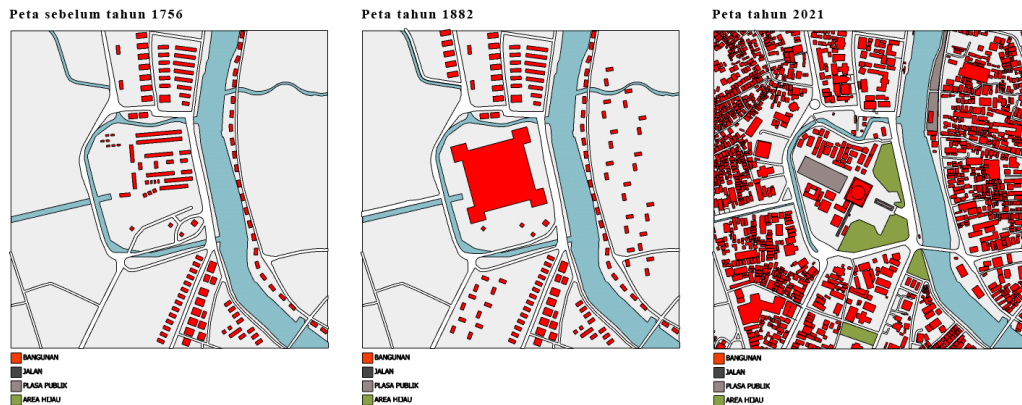 Peta sebelum tahun 1756
BANGUNAN
JALAN
PLASA PUBLIK
AREA HIJAU
Peta tahun 1882
BANGUNAN
JALAN
PLASA PUBLIK
AREA HIJAU
Peta tahun 2021
BANGUNAN
JALAN
PLASA PUBLIK
AREA HIJAU